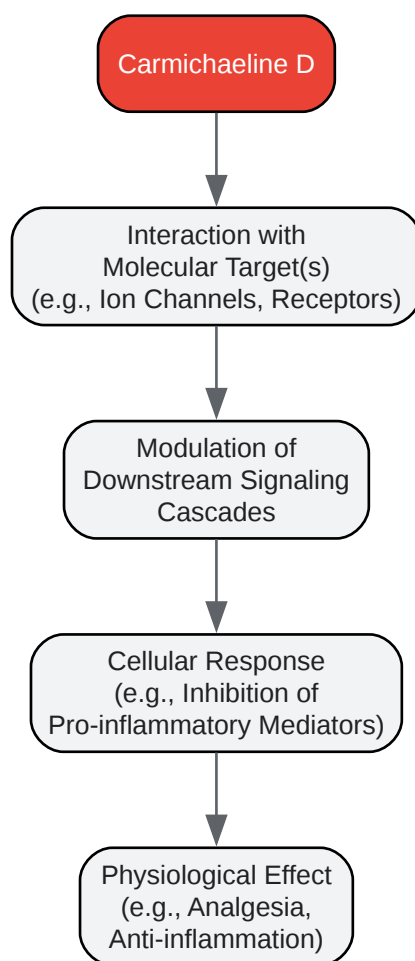 Carmichaeline D
Interaction with
Molecular Target(s)
(e.g., Ion Channels, Receptors)
Modulation of
Downstream Signaling
Cascades
Cellular Response
(e.g., Inhibition of
Pro-inflammatory Mediators)
Physiological Effect
(e.g., Analgesia,
Anti-inflammation)